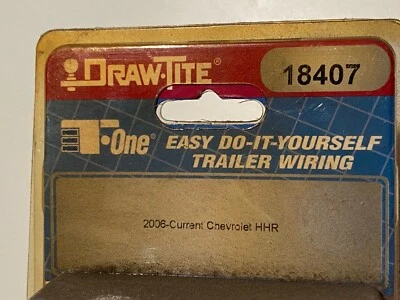 DRAW-TITE
18407
T-One®
EASY DO-IT-YOURSELF
TRAILER WIRING
2006-Current Chevrolet HHR